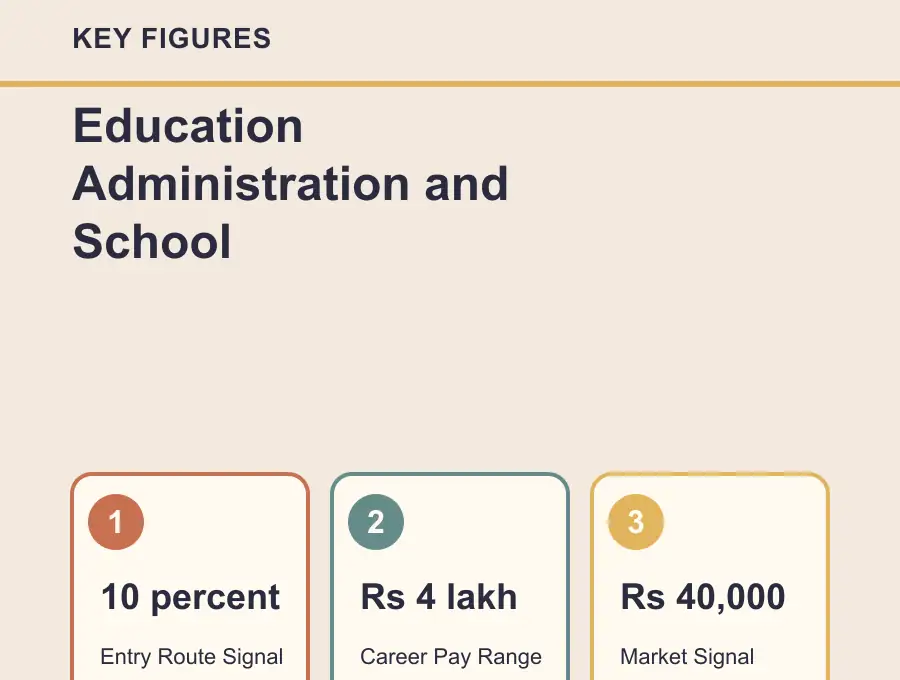 KEY FIGURES
Education
Administration and
School
1
2
3
10 percent
Rs 4 lakh
Rs 40,000
Entry Route Signal
Career Pay Range
Market Signal